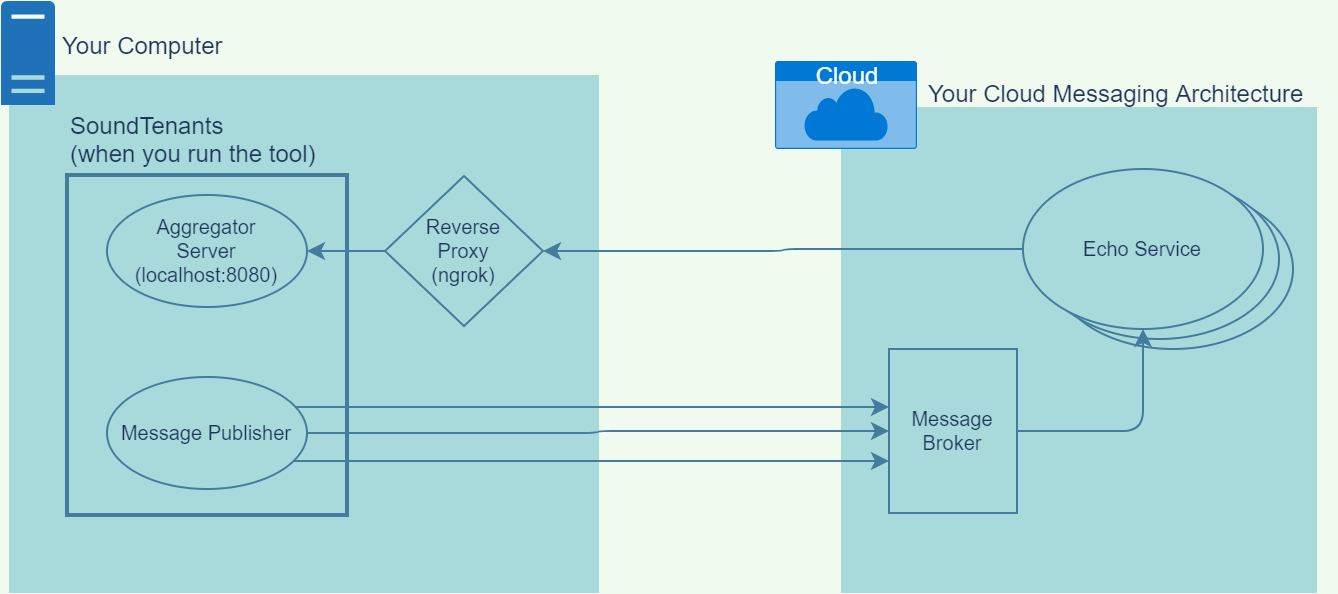 Your Computer
Cloud
Your Cloud Messaging Architecture
SoundTenants
(when you run the tool)
Aggregator
Server
(localhost:8080)
Reverse
Proxy
(ngrok)
Echo Service
Message Publisher
Message
Broker